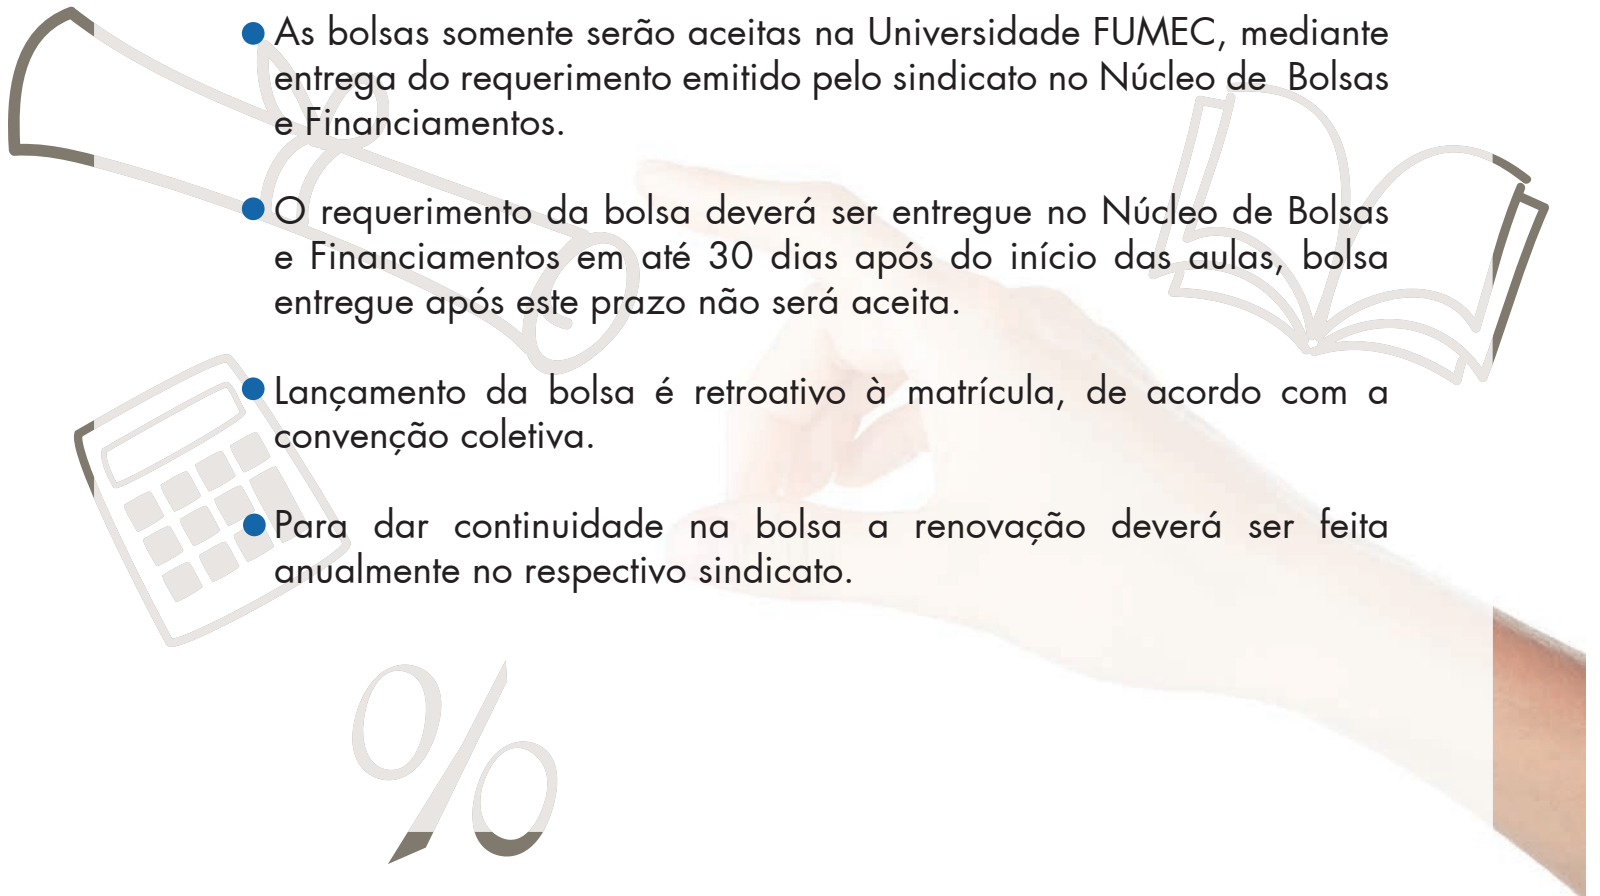 ● As bolsas somente serão aceitas na Universidade FUMEC, mediante
entrega do requerimento emitido pelo sindicato no Núcleo de Bolsas
e Financiamentos.
● O requerimento da bolsa deverá ser entregue no Núcleo de Bolsas
e Financiamentos em até 30 dias após do início das aulas, bolsa
entregue após este prazo não será aceita.
● Lançamento da bolsa é retroativo à matrícula, de acordo com a
convenção coletiva.
● Para dar continuidade na bolsa a renovação deverá ser feita
anualmente no respectivo sindicato.
%